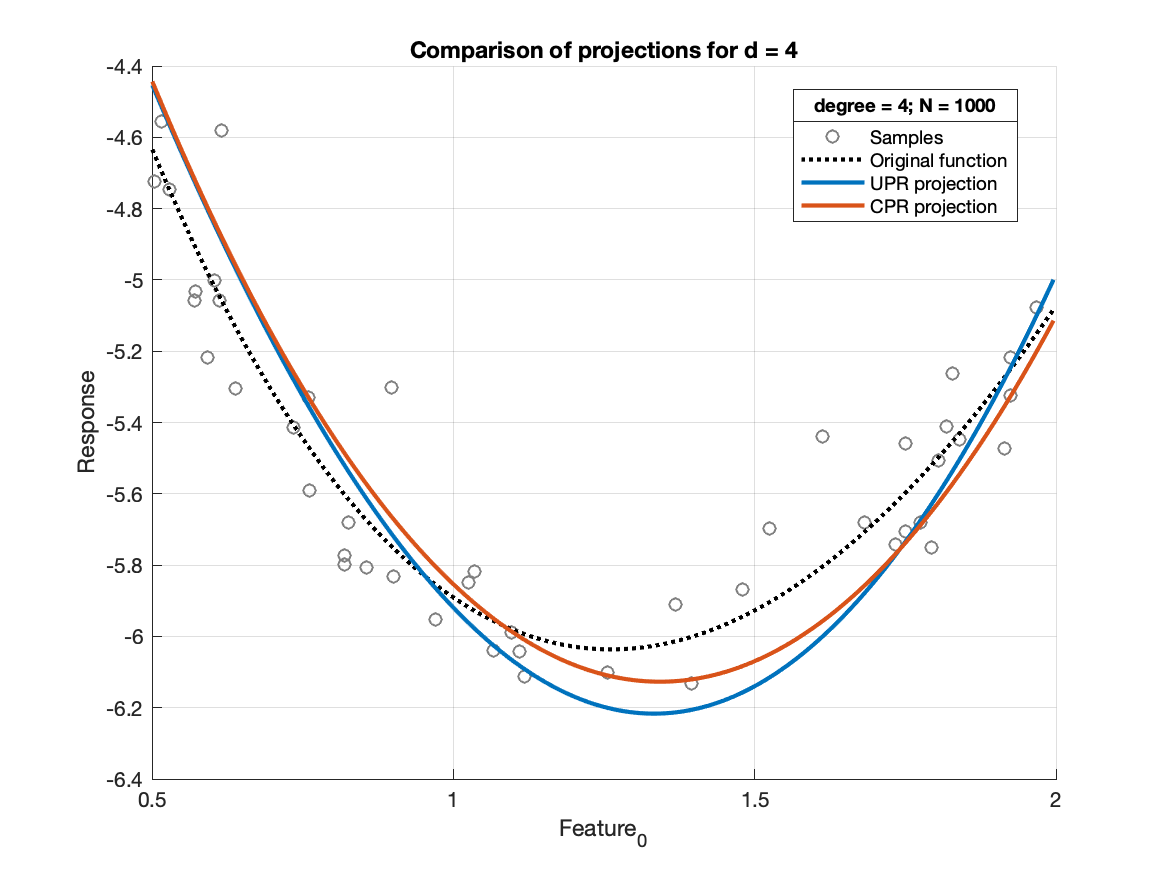 Comparison of projections for d = 4
-4.4
-4.6
-4.8
-5
-5.2
-5.4
-5.6
-5.8
-6
-6.2
-6.4
Response
degree = 4; N = 1000
Samples
Original function
UPR projection
CPR projection
0.5 1 1.5 2
Feature0